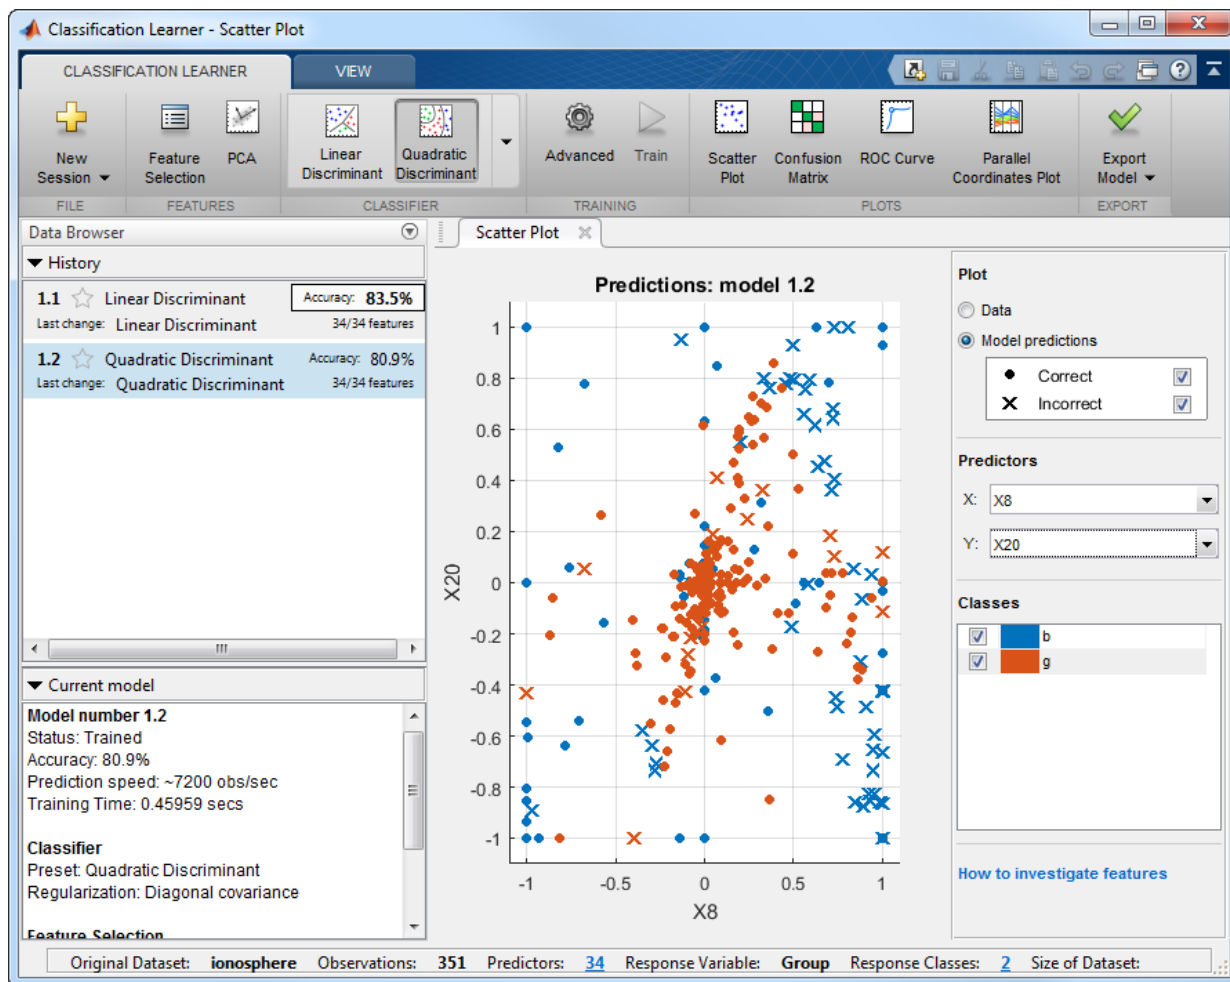 Classification Learner - Scatter Plot
CLASSIFICATION LEARNER
VIEW
New Session
Feature Selection
PCA
Linear Discriminant
Quadratic Discriminant
Advanced
Train
Scatter Plot
Confusion Matrix
ROC Curve
Parallel Coordinates Plot
Export Model
FILE
FEATURES
CLASSIFIER
TRAINING
PLOTS
EXPORT
Data Browser
History
1.1 Linear Discriminant Accuracy: 83.5%
Last change: Linear Discriminant 34/34 features
1.2 Quadratic Discriminant Accuracy: 80.9%
Last change: Quadratic Discriminant 34/34 features
Current model
Model number 1.2
Status: Trained
Accuracy: 80.9%
Prediction speed: ~7200 obs/sec
Training Time: 0.45959 secs
Classifier
Preset: Quadratic Discriminant
Regularization: Diagonal covariance
Feature Selection
Scatter Plot
Predictions: model 1.2
1
0.8
0.6
0.4
0.2
0
-0.2
-0.4
-0.6
-0.8
-1
X20
-1 -0.5 0 0.5 1
X8
Plot
Data
Model predictions
Correct
Incorrect
Predictors
X: X8
Y: X20
Classes
b
g
How to investigate features
Original Dataset: ionosphere Observations: 351 Predictors: 34 Response Variable: Group Response Classes: 2 Size of Dataset: